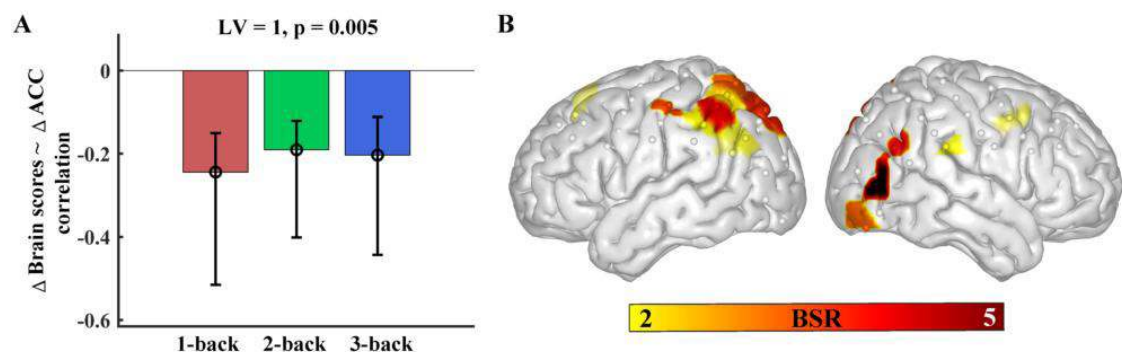 A
LV = 1, p = 0.005
Δ Brain scores ~ Δ ACC
correlation
0
-0.2
-0.4
-0.6
1-back 2-back 3-back
B
2 BSR 5